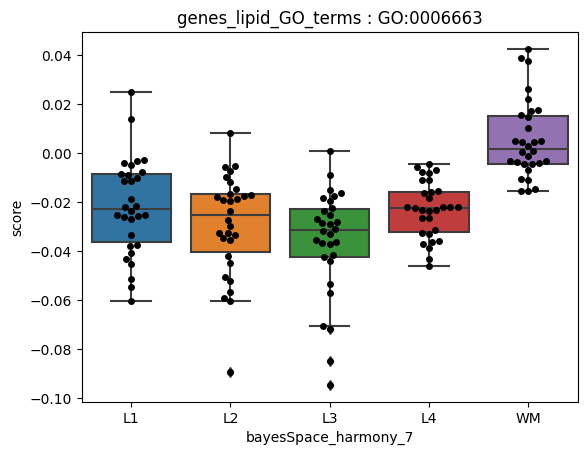 genes_lipid_GO_terms : GO:0006663
0.04
0.02
0.00
−0.02
−0.04
−0.06
−0.08
−0.10
score
L1 L2 L3 L4 WM
bayesSpace_harmony_7